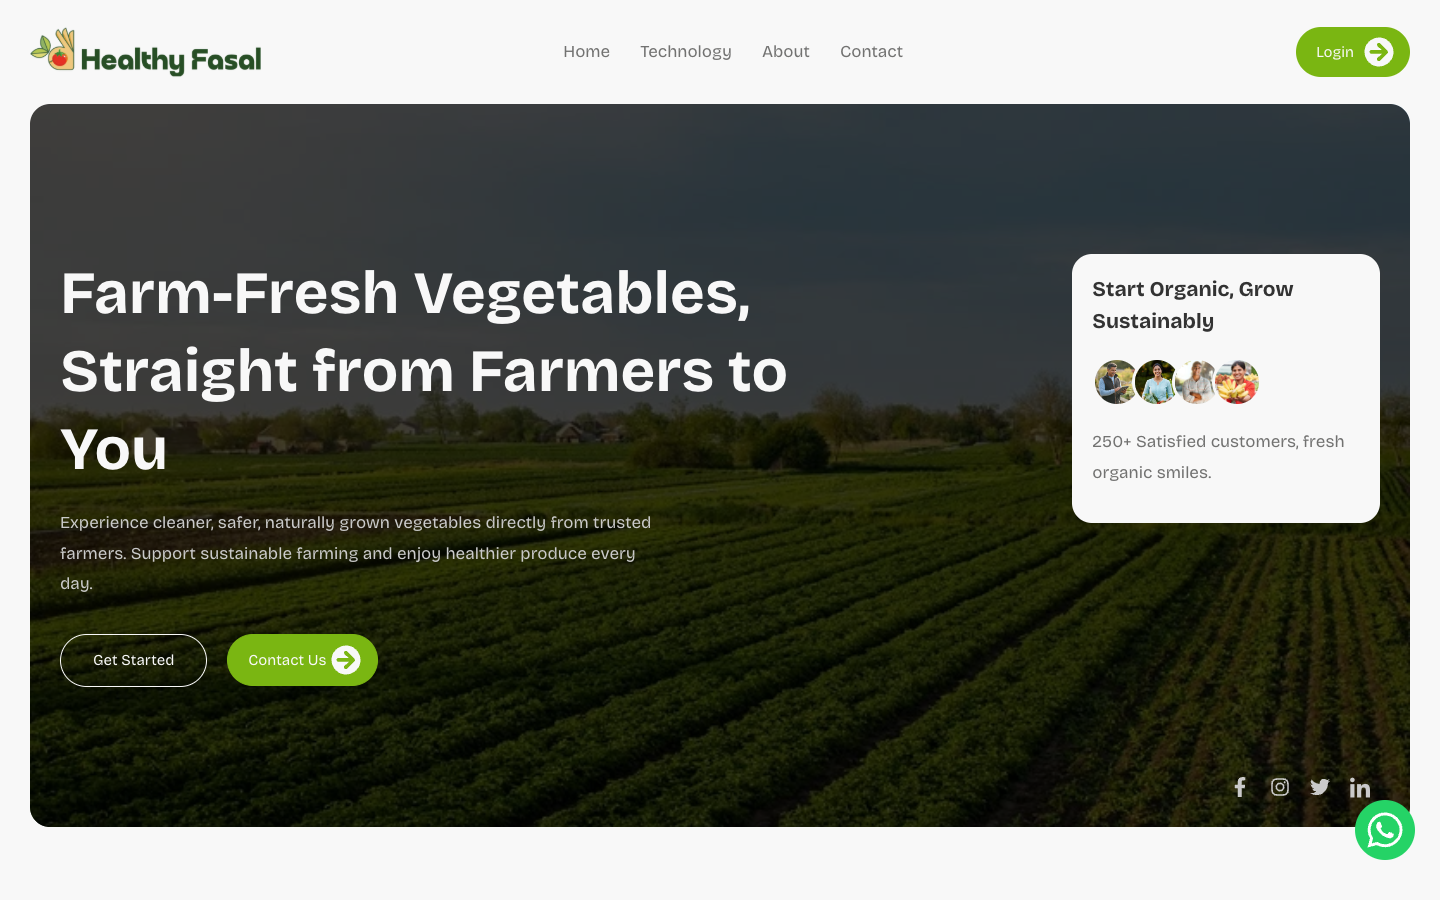 Healthy Fasal
Home
Technology
About
Contact
Login
Farm-Fresh Vegetables,
Straight from Farmers to
You
Experience cleaner, safer, naturally grown vegetables directly from trusted
farmers. Support sustainable farming and enjoy healthier produce every
day.
Get Started
Contact Us
Start Organic, Grow
Sustainably
250+ Satisfied customers, fresh
organic smiles.